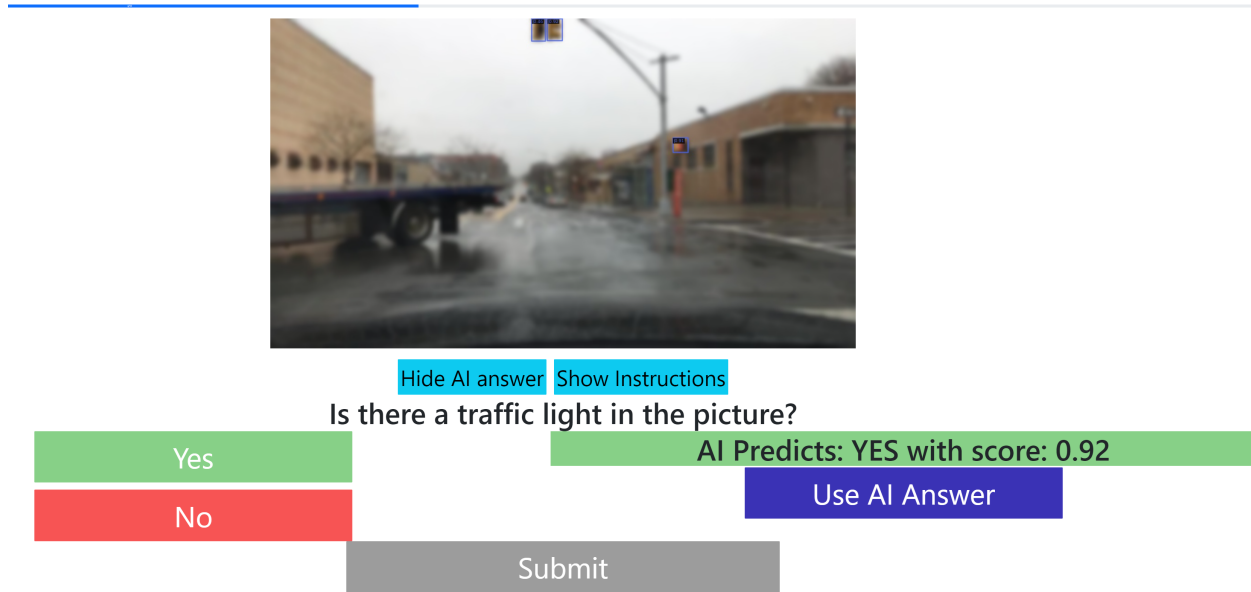 Hide AI answer Show Instructions
Is there a traffic light in the picture?
Yes
AI Predicts: YES with score: 0.92
No
Use AI Answer
Submit